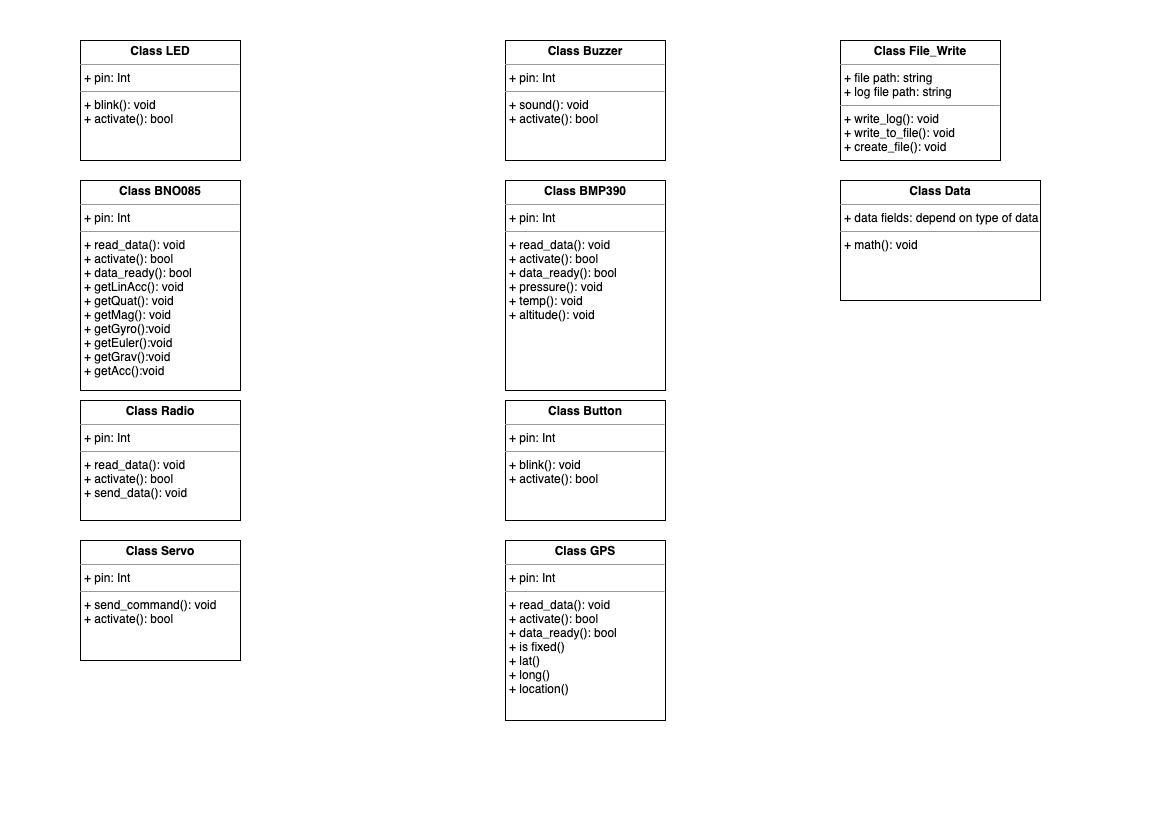 Class LED
+ pin: Int
+ blink(): void
+ activate(): bool
Class Buzzer
+ pin: Int
+ sound(): void
+ activate(): bool
Class File_Write
+ file path: string
+ log file path: string
+ write_log(): void
+ write_to_file(): void
+ create_file(): void
Class BNO085
+ pin: Int
+ read_data(): void
+ activate(): bool
+ data_ready(): bool
+ getLinAcc(): void
+ getQuat(): void
+ getMag(): void
+ getGyro():void
+ getEuler():void
+ getGrav():void
+ getAcc():void
Class BMP390
+ pin: Int
+ read_data(): void
+ activate(): bool
+ data_ready(): bool
+ pressure(): void
+ temp(): void
+ altitude(): void
Class Data
+ data fields: depend on type of data
+ math(): void
Class Radio
+ pin: Int
+ read_data(): void
+ activate(): bool
+ send_data(): void
Class Button
+ pin: Int
+ blink(): void
+ activate(): bool
Class Servo
+ pin: Int
+ send_command(): void
+ activate(): bool
Class GPS
+ pin: Int
+ read_data(): void
+ activate(): bool
+ data_ready(): bool
+ is fixed()
+ lat()
+ long()
+ location()